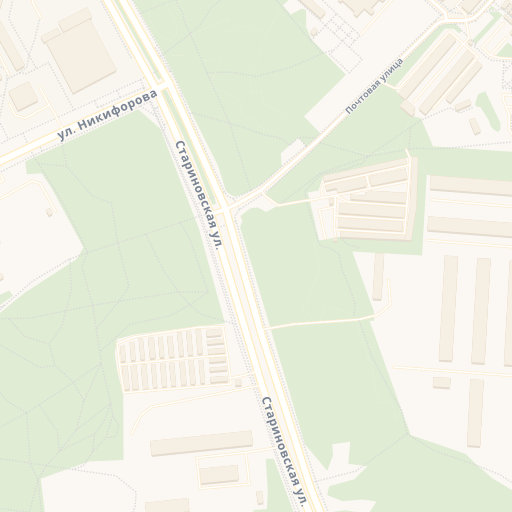 Почтовая улица
ул. Никифорова
Стариновская ул.
Стариновская ул.